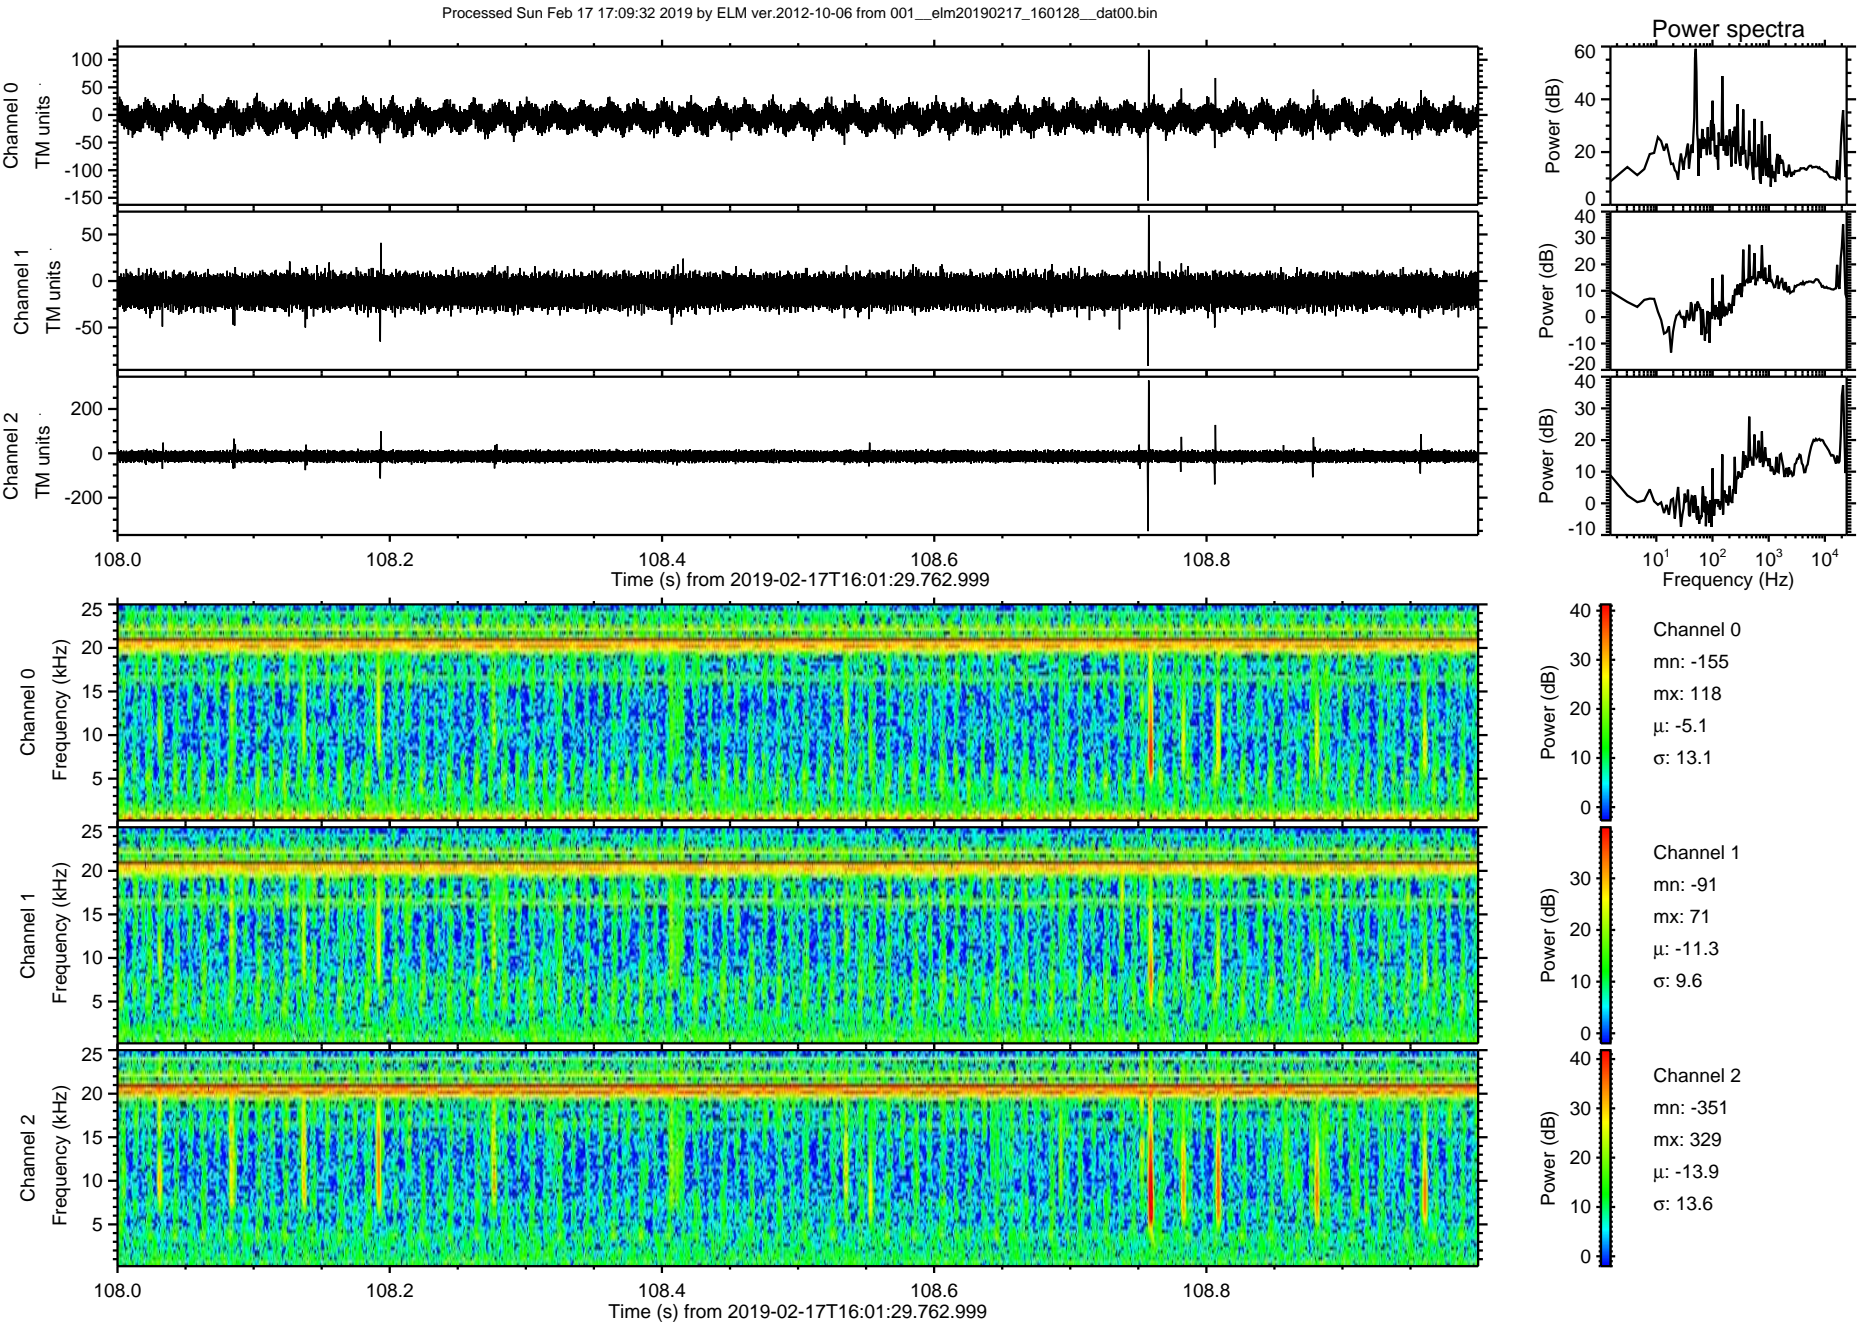 Processed Sun Feb 17 17:09:32 2019 by ELM ver.2012-10-06 from 001__elm20190217_160128__dat00.bin
Power spectra
Channel 0
TM units
100
50
0
-50
-100
-150
Power (dB)
60
40
20
0
Channel 1
TM units
50
0
-50
Power (dB)
40
30
20
10
0
-10
-20
Channel 2
TM units
200
0
-200
Power (dB)
40
30
20
10
0
-10
108.0 108.2 108.4 108.6 108.8
Time (s) from 2019-02-17T16:01:29.762.999
10¹ 10² 10³ 10⁴
Frequency (Hz)
Channel 0
Frequency (kHz)
25
20
15
10
5
Power (dB)
40
30
20
10
0
Channel 0
mn: -155
mx: 118
µ: -5.1
σ: 13.1
Channel 1
Frequency (kHz)
25
20
15
10
5
Power (dB)
30
20
10
0
Channel 1
mn: -91
mx: 71
µ: -11.3
σ: 9.6
Channel 2
Frequency (kHz)
25
20
15
10
5
Power (dB)
40
30
20
10
0
Channel 2
mn: -351
mx: 329
µ: -13.9
σ: 13.6
108.0 108.2 108.4 108.6 108.8
Time (s) from 2019-02-17T16:01:29.762.999